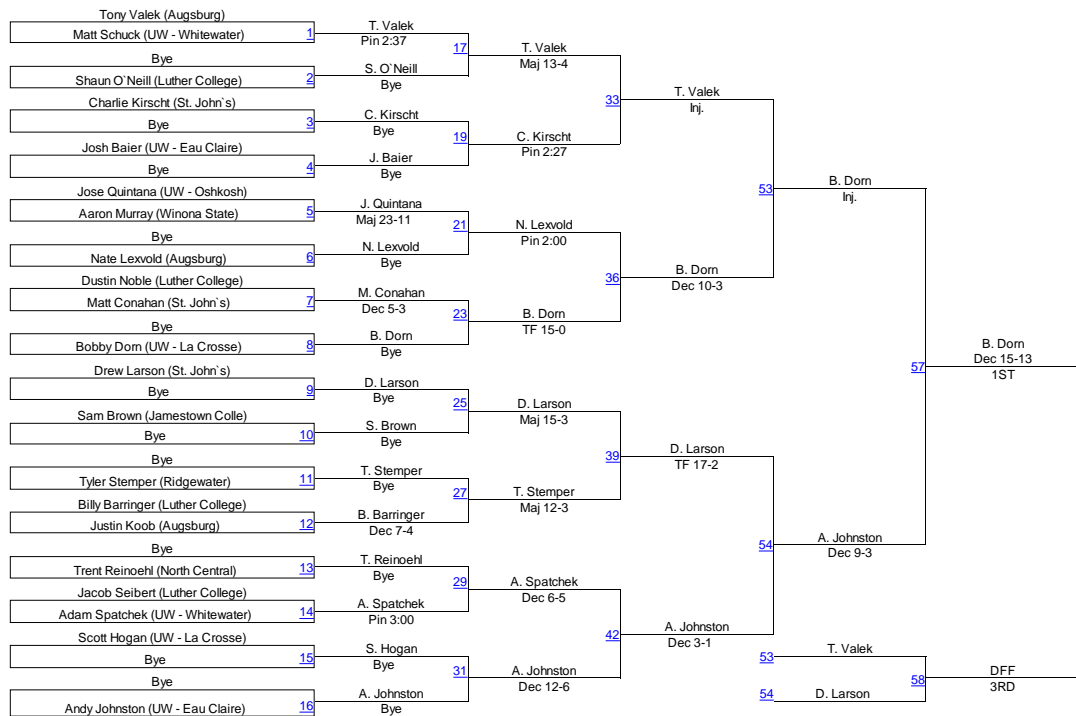 Tony Valek (Augsburg)
Matt Schuck (UW - Whitewater)
1
Bye
Shaun O`Neill (Luther College)
2
Charlie Kirscht (St. John`s)
Bye
3
Josh Baier (UW - Eau Claire)
Bye
4
Jose Quintana (UW - Oshkosh)
Aaron Murray (Winona State)
5
Bye
Nate Lexvold (Augsburg)
6
Dustin Noble (Luther College)
Matt Conahan (St. John`s)
7
Bye
Bobby Dorn (UW - La Crosse)
8
Drew Larson (St. John`s)
Bye
9
Sam Brown (Jamestown Colle)
Bye
10
Bye
Tyler Stemper (Ridgewater)
11
Billy Barringer (Luther College)
Justin Koob (Augsburg)
12
Bye
Trent Reinoehl (North Central)
13
Jacob Seibert (Luther College)
Adam Spatchek (UW - Whitewater)
14
Scott Hogan (UW - La Crosse)
Bye
15
Bye
Andy Johnston (UW - Eau Claire)
16
T. Valek
Pin 2:37
17
S. O`Neill
Bye
C. Kirscht
Bye
19
J. Baier
Bye
J. Quintana
Maj 23-11
21
N. Lexvold
Bye
M. Conahan
Dec 5-3
23
B. Dorn
Bye
D. Larson
Bye
25
S. Brown
Bye
T. Stemper
Bye
27
B. Barringer
Dec 7-4
T. Reinoehl
Bye
29
A. Spatchek
Pin 3:00
S. Hogan
Bye
31
A. Johnston
Bye
T. Valek
Maj 13-4
33
C. Kirscht
Pin 2:27
N. Lexvold
Pin 2:00
36
B. Dorn
TF 15-0
D. Larson
Maj 15-3
39
T. Stemper
Maj 12-3
A. Spatchek
Dec 6-5
42
A. Johnston
Dec 12-6
T. Valek
Inj.
53
B. Dorn
Dec 10-3
D. Larson
TF 17-2
54
A. Johnston
Dec 3-1
B. Dorn
Inj.
57
A. Johnston
Dec 9-3
B. Dorn
Dec 15-13
1ST
53
T. Valek
58
54
D. Larson
DFF
3RD